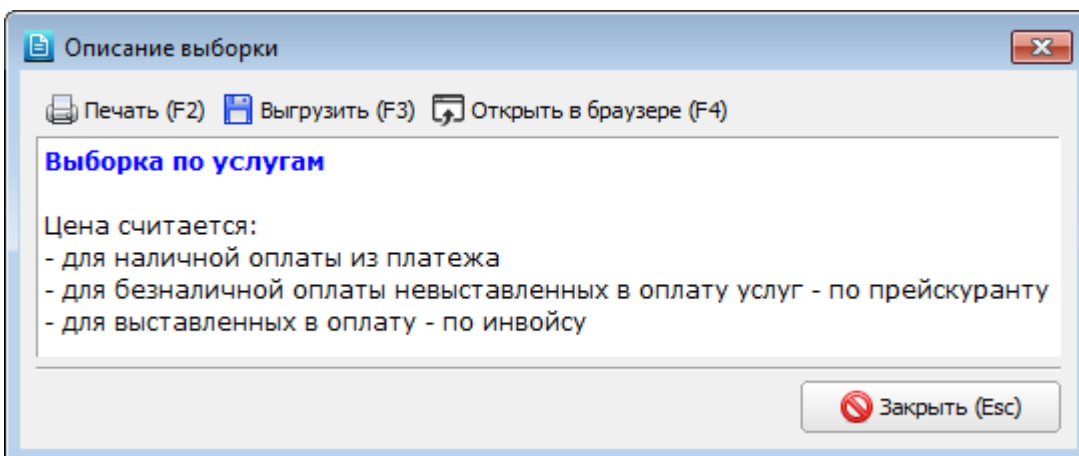 Описание выборки
Печать (F2) Выгрузить (F3) Открыть в браузере (F4)
Выборка по услугам
Цена считается:
- для наличной оплаты из платежа
- для безналичной оплаты невыставленных в оплату услуг - по прейскуранту
- для выставленных в оплату - по инвойсу
Закрыть (Esc)